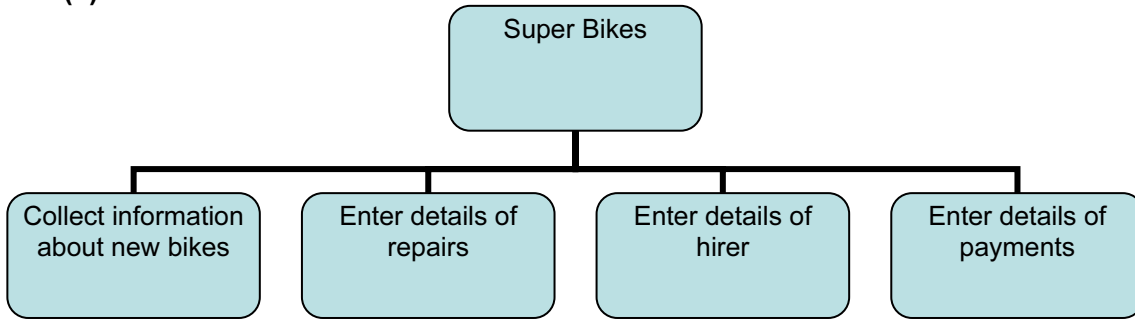 Super Bikes
Collect information
about new bikes
Enter details of
repairs
Enter details of
hirer
Enter details of
payments